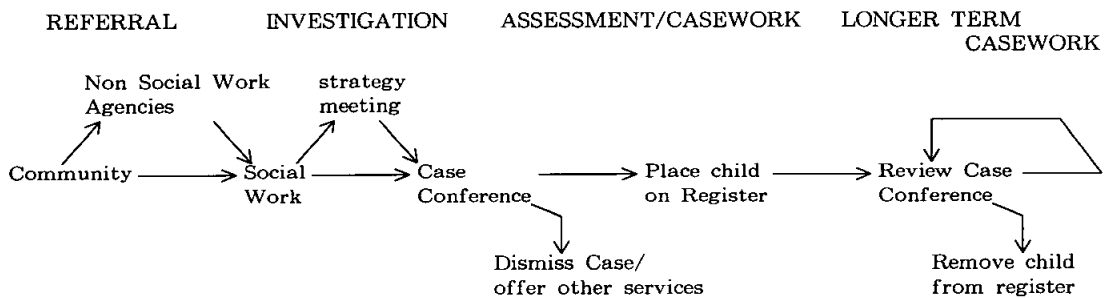 REFERRAL INVESTIGATION ASSESSMENT/CASEWORK LONGER TERM
CASEWORK
Non Social Work
Agencies
strategy
meeting
Community
Social
Work
Case
Conference
Place child
on Register
Review Case
Conference
Dismiss Case/
offer other services
Remove child
from register